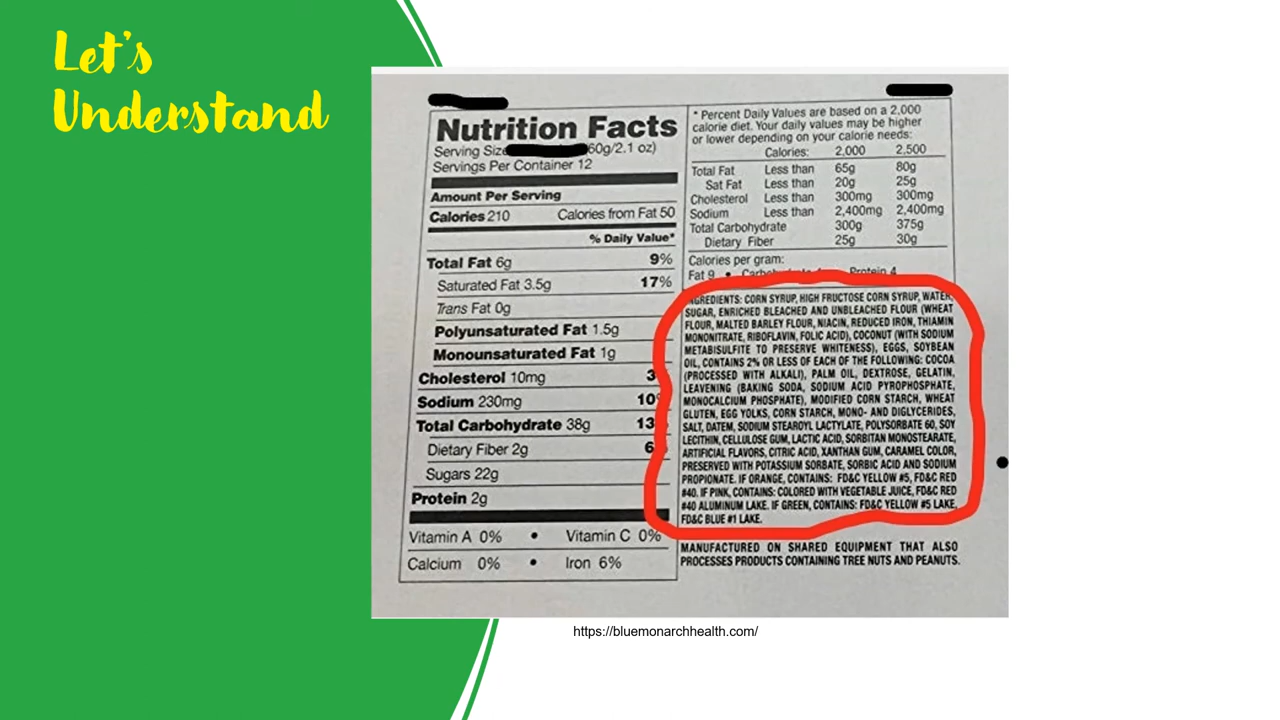 Let's
Understand
Nutrition Facts
Serving Size 60g/2.1 oz)
Servings Per Container 12
Amount Per Serving
Calories 210 Calories from Fat 50
% Daily Value*
Total Fat 6g 9%
Saturated Fat 3.5g 17%
Trans Fat 0g
Polyunsaturated Fat 1.5g
Monounsaturated Fat 1g
Cholesterol 10mg 3
Sodium 230mg 10
Total Carbohydrate 38g 13
Dietary Fiber 2g 6
Sugars 22g
Protein 2g
Vitamin A 0% • Vitamin C 0%
Calcium 0% • Iron 6%
* Percent Daily Values are based on a 2,000
calorie diet. Your daily values may be higher
or lower depending on your calorie needs:
Calories: 2,000 2,500
Total Fat Less than 65g 80g
Sat Fat Less than 20g 25g
Cholesterol Less than 300mg 300mg
Sodium Less than 2,400mg 2,400mg
Total Carbohydrate 300g 375g
Dietary Fiber 25g 30g
Calories per gram:
Fat 9 • Protein 4
INGREDIENTS: CORN SYRUP, HIGH FRUCTOSE CORN SYRUP, WATER,
SUGAR, ENRICHED BLEACHED AND UNBLEACHED FLOUR (WHEAT
FLOUR, MALTED BARLEY FLOUR, NIACIN, REDUCED IRON, THIAMIN
MONONITRATE, RIBOFLAVIN, FOLIC ACID), COCONUT (WITH SODIUM
METABISULFITE TO PRESERVE WHITENESS), EGGS, SOYBEAN
OIL, CONTAINS 2% OR LESS OF EACH OF THE FOLLOWING: COCOA
(PROCESSED WITH ALKALI), PALM OIL, DEXTROSE, GELATIN,
LEAVENING (BAKING SODA, SODIUM ACID PYROPHOSPHATE,
MONOCALCIUM PHOSPHATE), MODIFIED CORN STARCH, WHEAT
GLUTEN, EGG YOLKS, CORN STARCH, MONO- AND DIGLYCERIDES,
SALT, DATEM, SODIUM STEAROYL LACTYLATE, POLYSORBATE 60, SOY
LECITHIN, CELLULOSE GUM, LACTIC ACID, SORBITAN MONOSTEARATE,
ARTIFICIAL FLAVORS, CITRIC ACID, XANTHAN GUM, CARAMEL COLOR,
PRESERVED WITH POTASSIUM SORBATE, SORBIC ACID AND SODIUM
PROPIONATE. IF ORANGE, CONTAINS: FD&C YELLOW #5, FD&C RED
#40. IF PINK, CONTAINS: COLORED WITH VEGETABLE JUICE, FD&C RED
#40 ALUMINUM LAKE. IF GREEN, CONTAINS: FD&C YELLOW #5 LAKE,
FD&C BLUE #1 LAKE.
MANUFACTURED ON SHARED EQUIPMENT THAT ALSO
PROCESSES PRODUCTS CONTAINING TREE NUTS AND PEANUTS.
https://bluemonarchhealth.com/